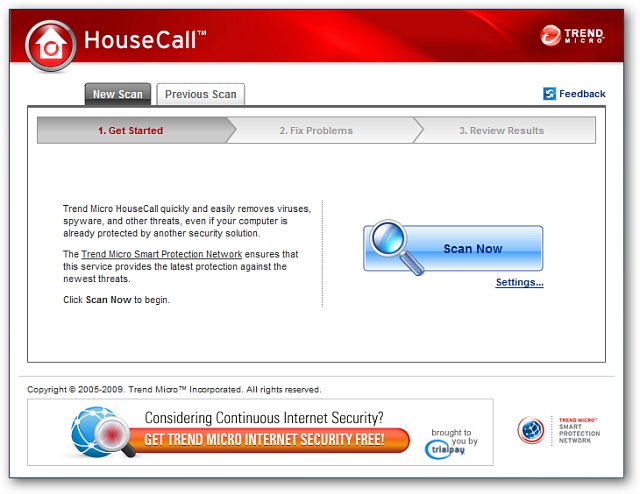 HouseCall™
TREND
MICRO™
New Scan
Previous Scan
Feedback
1. Get Started
2. Fix Problems
3. Review Results
Trend Micro HouseCall quickly and easily removes viruses,
spyware, and other threats, even if your computer is
already protected by another security solution.
The Trend Micro Smart Protection Network ensures that
this service provides the latest protection against the
newest threats.
Click Scan Now to begin.
Scan Now
Settings...
Copyright © 2005-2009. Trend Micro™ Incorporated. All rights reserved.
Considering Continuous Internet Security?
GET TREND MICRO INTERNET SECURITY FREE!
brought to
you by
trialpay
TREND MICRO™
SMART
PROTECTION
NETWORK